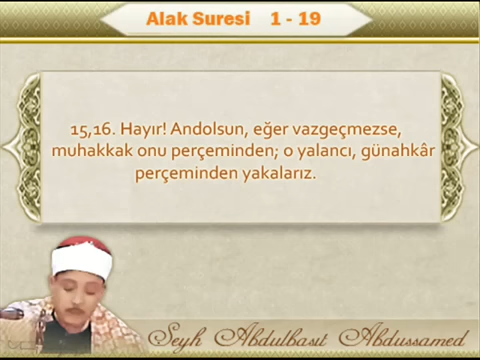 Alak Suresi 1 - 19
15,16. Hayır! Andolsun, eğer vazgeçmezse,
muhakkak onu perçeminden; o yalancı, günahkâr
perçeminden yakalarız.
Seyh Abdulbasit Abdussamed